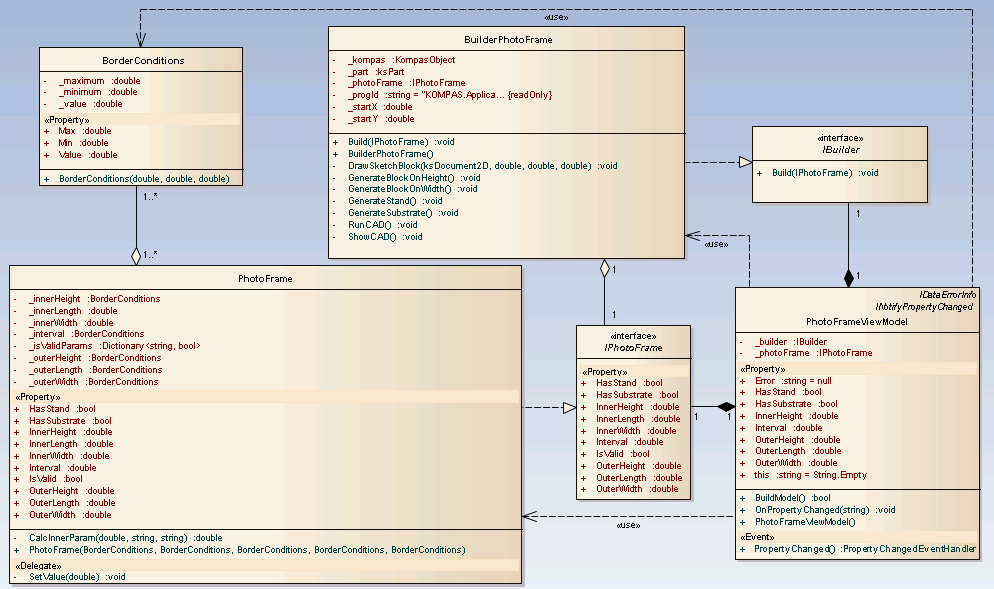 «use»
BorderConditions
- _maximum :double
- _minimum :double
- _value :double
«Property»
+ Max :double
+ Min :double
+ Value :double
+ BorderConditions(double, double, double)
1..*
1..*
BuilderPhotoFrame
- _kompas :KompasObject
- _part :ksPart
- _photoFrame :IPhotoFrame
- _progId :string = "KOMPAS.Applica... {readOnly}
- _startX :double
- _startY :double
+ Build(IPhotoFrame) :void
+ BuilderPhotoFrame()
- DrawSketchBlock(ksDocument2D, double, double, double) :void
- GenerateBlockOnHeight() :void
- GenerateBlockOnWidth() :void
- GenerateStand() :void
- GenerateSubstrate() :void
- RunCAD() :void
- ShowCAD() :void
«interface»
IBuilder
+ Build(IPhotoFrame) :void
1
1
«use»
1
1
PhotoFrame
- _innerHeight :BorderConditions
- _innerLength :double
- _innerWidth :double
- _interval :BorderConditions
- _isValidParams :Dictionary<string, bool>
- _outerHeight :BorderConditions
- _outerLength :BorderConditions
- _outerWidth :BorderConditions
«Property»
+ HasStand :bool
+ HasSubstrate :bool
+ InnerHeight :double
+ InnerLength :double
+ InnerWidth :double
+ Interval :double
+ IsValid :bool
+ OuterHeight :double
+ OuterLength :double
+ OuterWidth :double
- CalcInnerParam(double, string, string) :double
+ PhotoFrame(BorderConditions, BorderConditions, BorderConditions, BorderConditions, BorderConditions)
«Delegate»
- SetValue(double) :void
«interface»
IPhotoFrame
«Property»
+ HasStand :bool
+ HasSubstrate :bool
+ InnerHeight :double
+ InnerLength :double
+ InnerWidth :double
+ Interval :double
+ IsValid :bool
+ OuterHeight :double
+ OuterLength :double
+ OuterWidth :double
1
1
«use»
IDataErrorInfo
INotifyPropertyChanged
PhotoFrameViewModel
- _builder :IBuilder
- _photoFrame :IPhotoFrame
«Property»
+ Error :string = null
+ HasStand :bool
+ HasSubstrate :bool
+ InnerHeight :double
+ Interval :double
+ OuterHeight :double
+ OuterLength :double
+ OuterWidth :double
+ this :string = String.Empty
+ BuildModel() :bool
+ OnPropertyChanged(string) :void
+ PhotoFrameViewModel()
«Event»
+ PropertyChanged() :PropertyChangedEventHandler